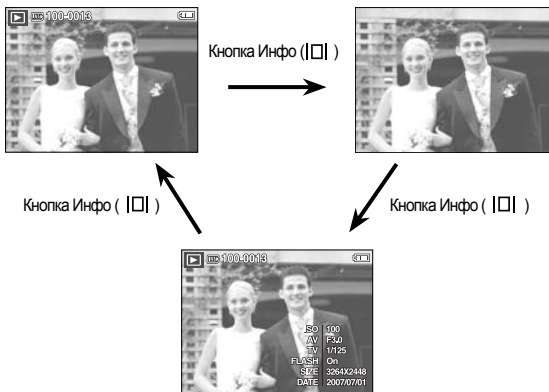 100-0013
Кнопка Инфо (|□|)
Кнопка Инфо ( |□| )
Кнопка Инфо ( |□| )
100-0013
ISO 100
AV F3.0
TV 1/125
FLASH On
SIZE 3264X2448
DATE 2007/07/01